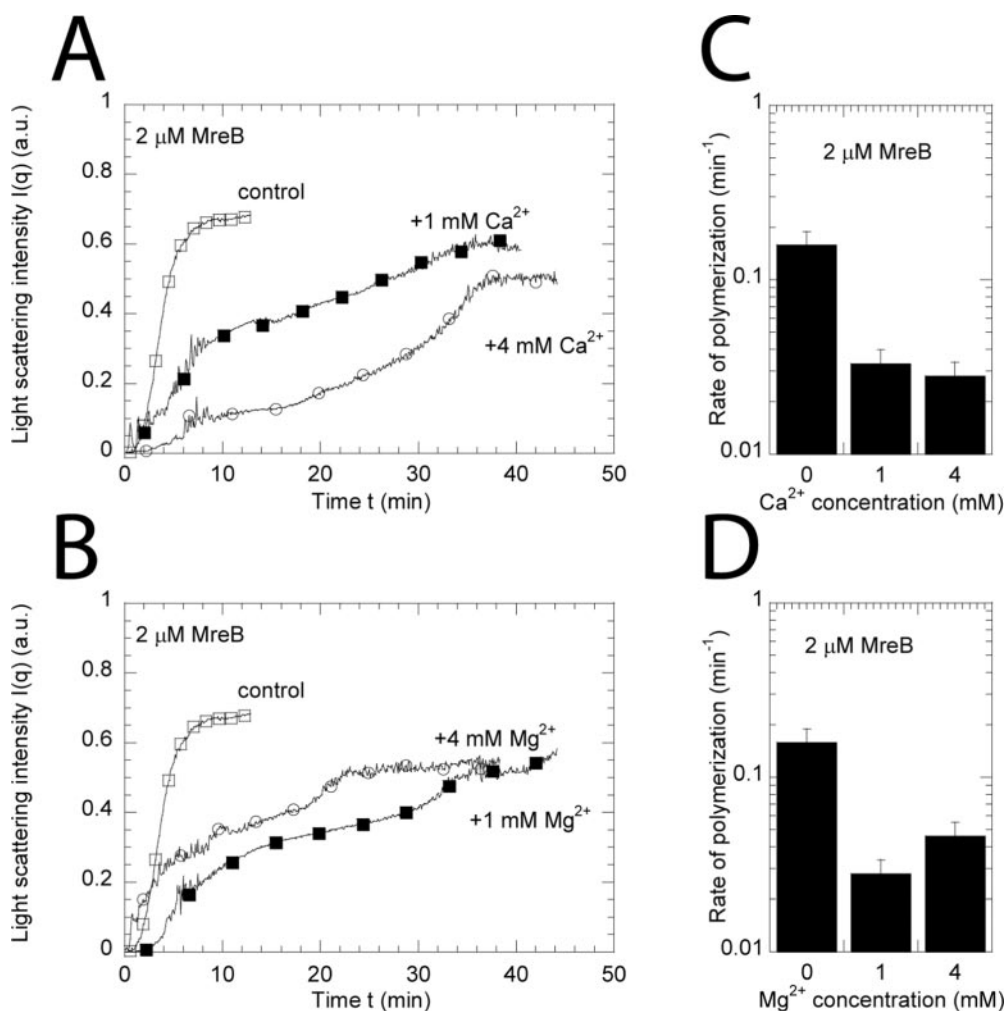 A
Light scattering intensity I(q) (a.u.)
1
0.8
0.6
0.4
0.2
0
2 μM MreB
control
+1 mM Ca²⁺
+4 mM Ca²⁺
0 10 20 30 40 50
Time t (min)
C
Rate of polymerization (min⁻¹)
1
0.1
0.01
2 μM MreB
0 1 4
Ca²⁺ concentration (mM)
B
Light scattering intensity I(q) (a.u.)
1
0.8
0.6
0.4
0.2
0
2 μM MreB
control
+4 mM Mg²⁺
+1 mM Mg²⁺
0 10 20 30 40 50
Time t (min)
D
Rate of polymerization (min⁻¹)
1
0.1
0.01
2 μM MreB
0 1 4
Mg²⁺ concentration (mM)